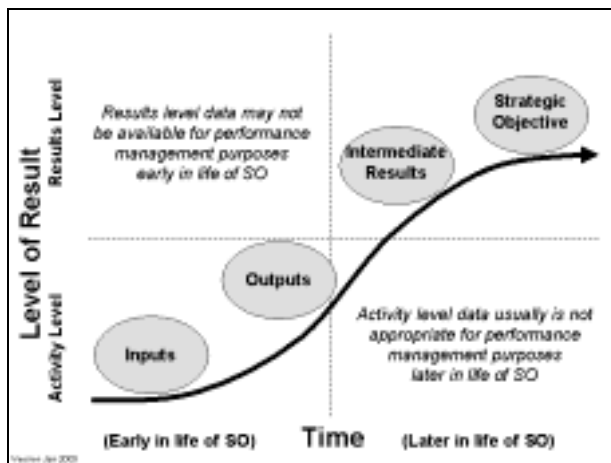 Strategic
Objective
Results level data may not
be available for performance
management purposes
early in life of SO
Intermediate
Results
Level of Result
Results Level
Activity Level
Outputs
Inputs
Activity level data usually is not
appropriate for performance
management purposes
later in life of SO
(Early in life of SO)
Time
(Later in life of SO)